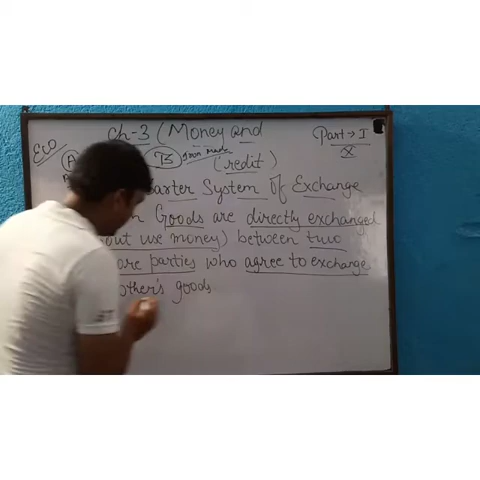 Eco
Ch-3 (Money and
Credit)
Part → I
X
A
B
Barter System Of Exchange
Goods are directly exchanged
out use money) between two
ore parties who agree to exchange
other's goods